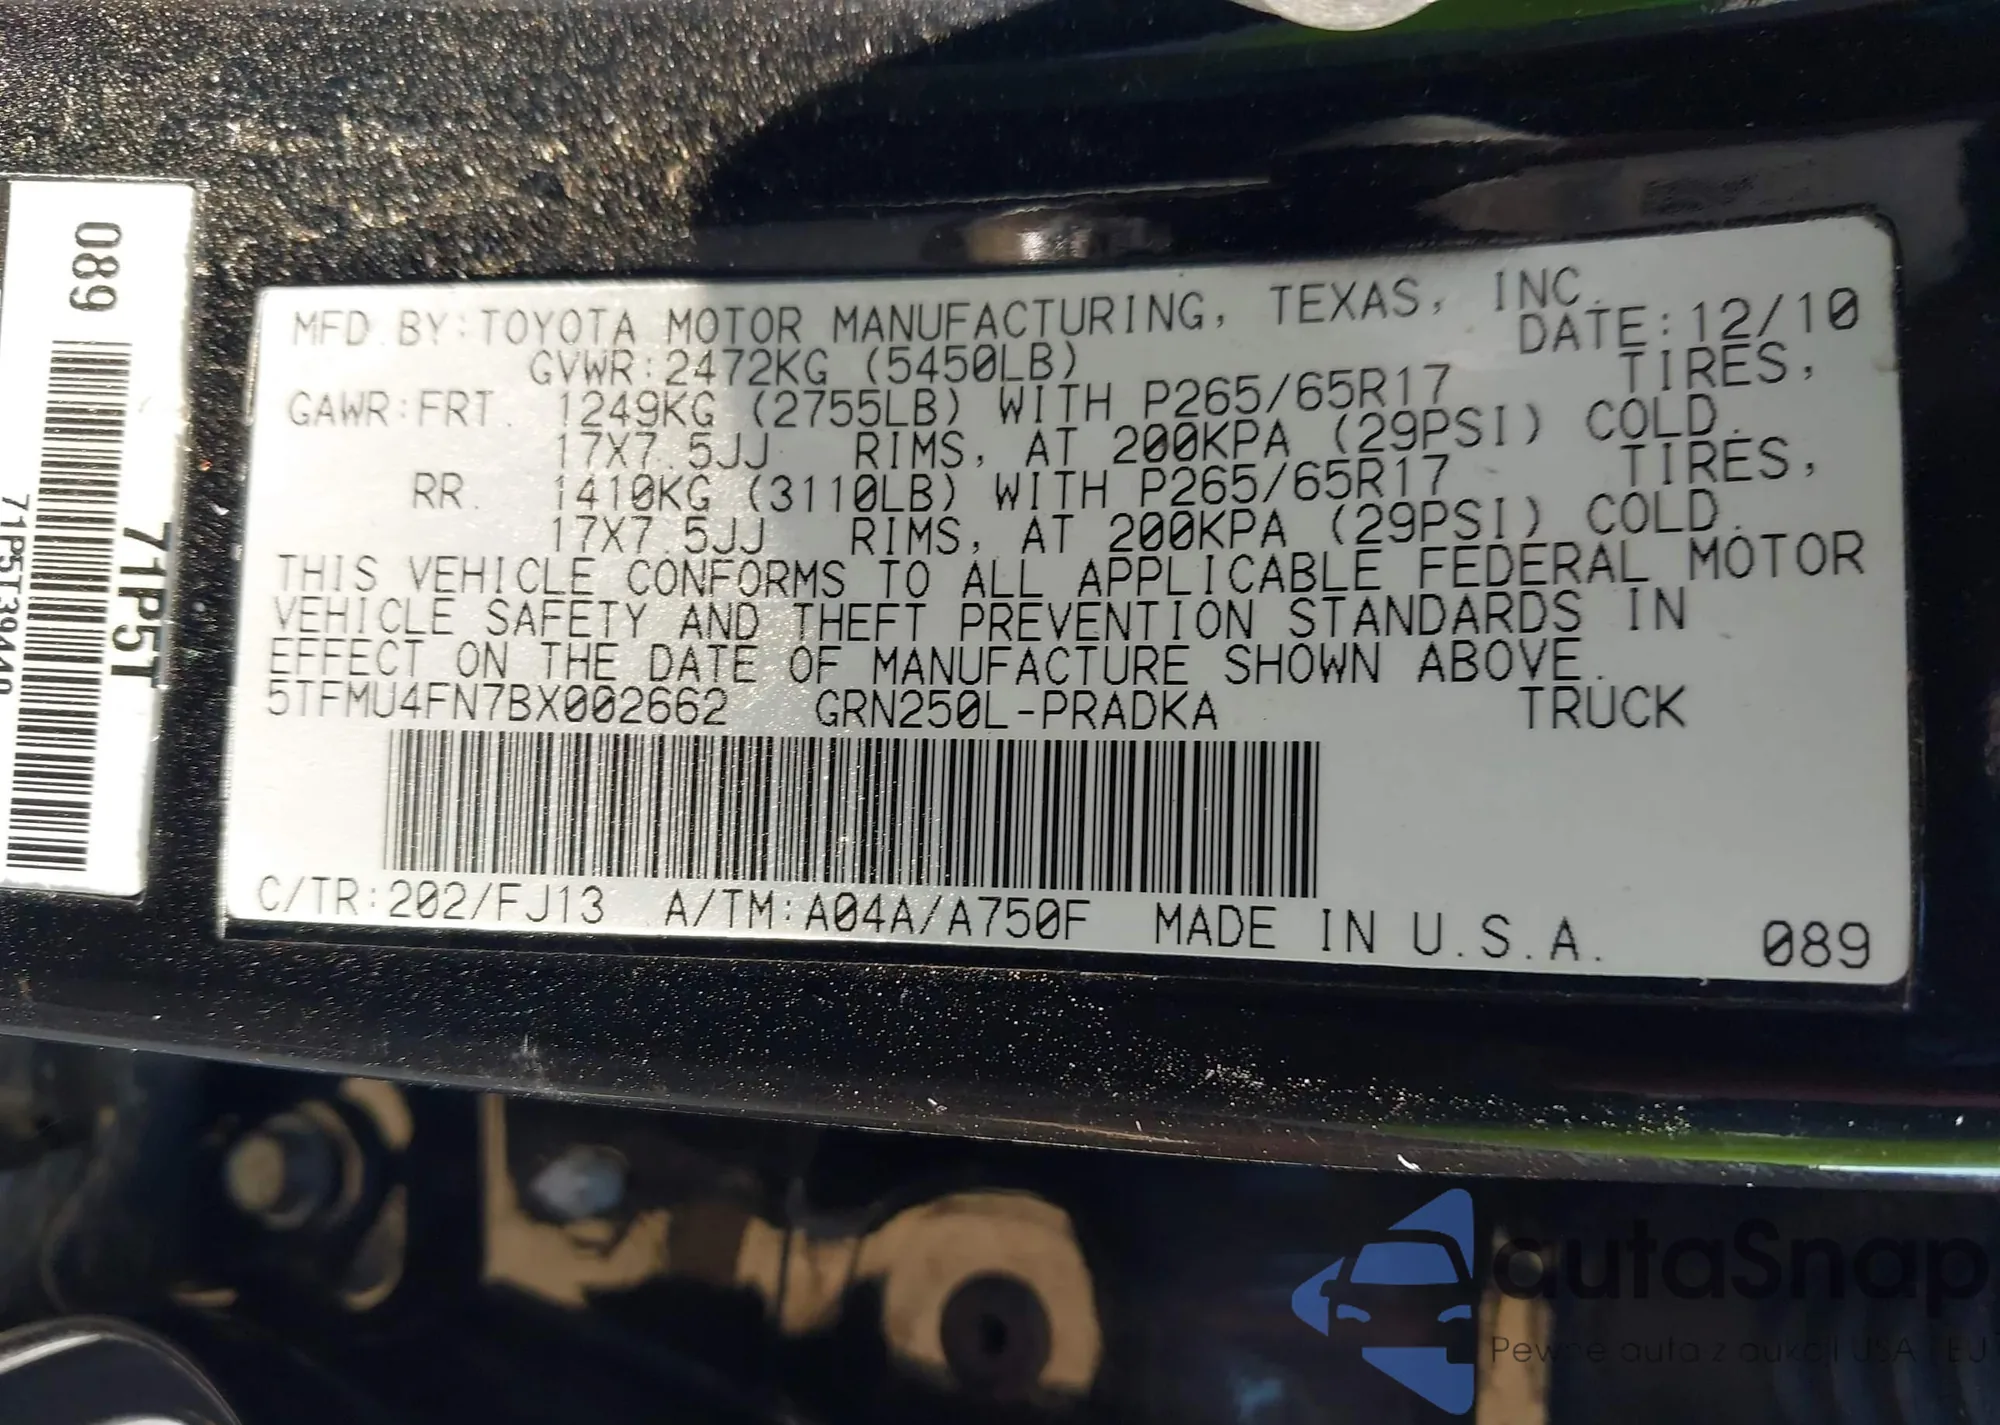 089
71P5T
MFD.BY:TOYOTA MOTOR MANUFACTURING, TEXAS, INC.
GVWR:2472KG (5450LB) DATE:12/10
GAWR:FRT. 1249KG (2755LB) WITH P265/65R17 TIRES,
17X7.5JJ RIMS, AT 200KPA (29PSI) COLD.
RR. 1410KG (3110LB) WITH P265/65R17 TIRES,
17X7.5JJ RIMS, AT 200KPA (29PSI) COLD.
THIS VEHICLE CONFORMS TO ALL APPLICABLE FEDERAL MOTOR
VEHICLE SAFETY AND THEFT PREVENTION STANDARDS IN
EFFECT ON THE DATE OF MANUFACTURE SHOWN ABOVE.
5TFMU4FN7BX002662 GRN250L-PRADKA TRUCK
C/TR:202/FJ13 A/TM:A04A/A750F MADE IN U.S.A. 089
autaSnap
Pewne auta z aukcji USA